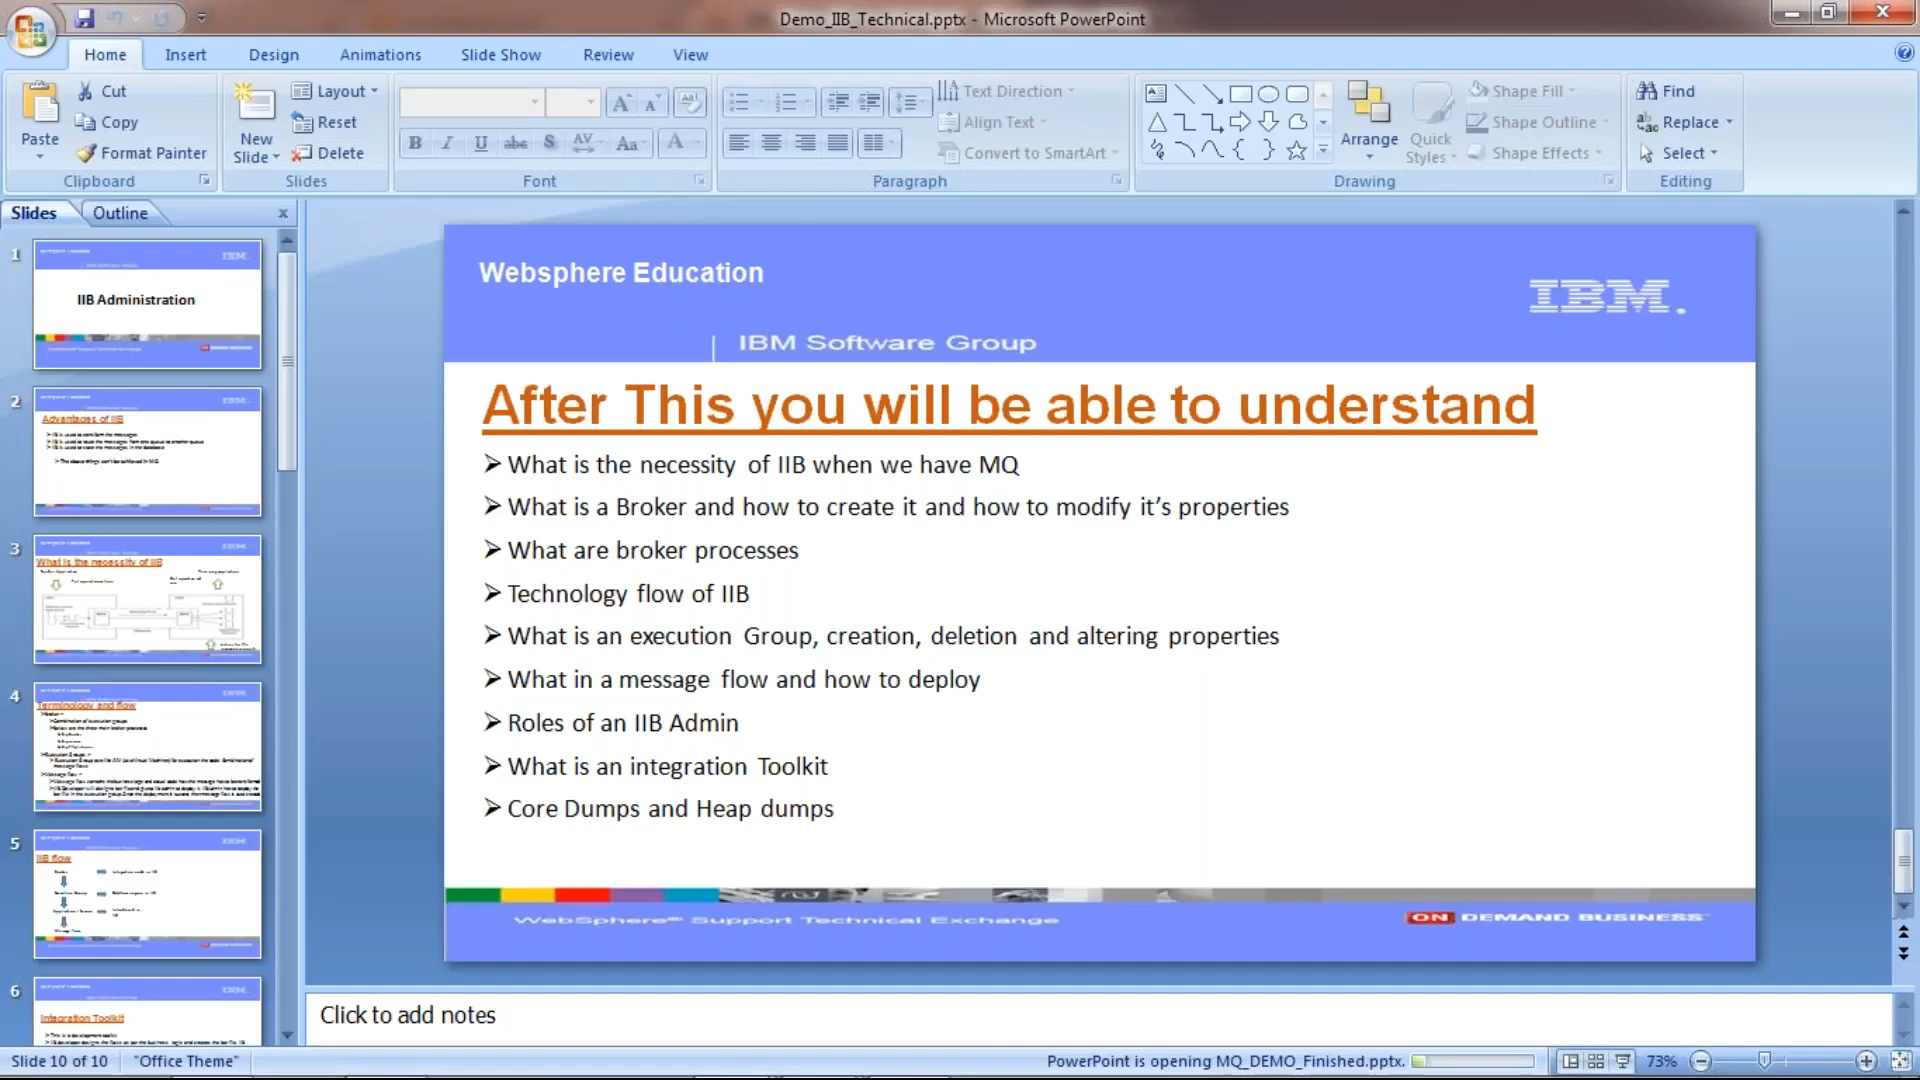 Demo_IIB_Technical.pptx - Microsoft PowerPoint
Home Insert Design Animations Slide Show Review View
Paste
Cut
Copy
Format Painter
Clipboard
New Slide
Layout
Reset
Delete
Slides
Font
Text Direction
Align Text
Convert to SmartArt
Paragraph
Arrange
Quick Styles
Shape Fill
Shape Outline
Shape Effects
Drawing
Find
Replace
Select
Editing
Slides Outline
1
IIB Administration
2
Advantages of IIB
3
What is the necessity of IIB
4
Terminology and flow
5
IIB flow
6
Integration Toolkit
Websphere Education
IBM.
IBM Software Group
After This you will be able to understand
➢ What is the necessity of IIB when we have MQ
➢ What is a Broker and how to create it and how to modify it’s properties
➢ What are broker processes
➢ Technology flow of IIB
➢ What is an execution Group, creation, deletion and altering properties
➢ What in a message flow and how to deploy
➢ Roles of an IIB Admin
➢ What is an integration Toolkit
➢ Core Dumps and Heap dumps
WebSphere® Support Technical Exchange
ON DEMAND BUSINESS
Click to add notes
Slide 10 of 10 "Office Theme" PowerPoint is opening MQ_DEMO_Finished.pptx. 73%